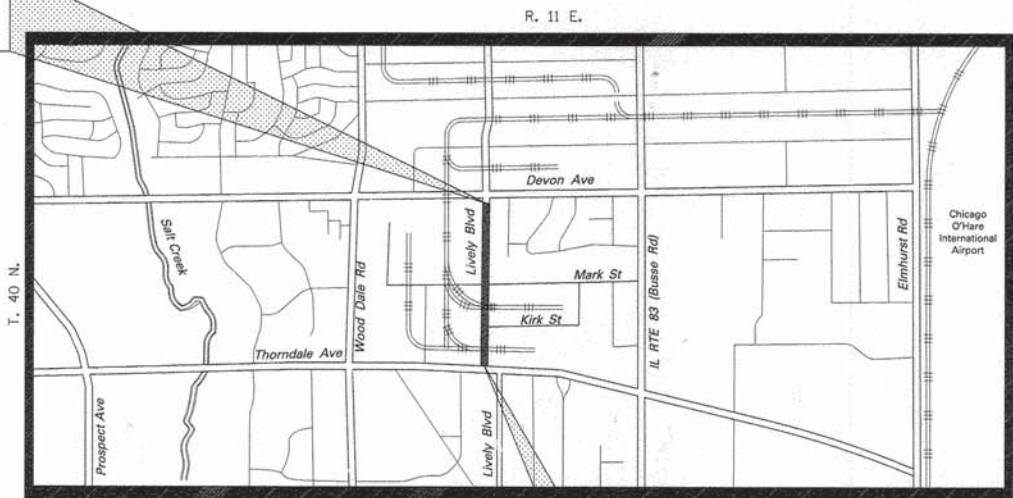 R. 11 E.
T. 40 N.
Devon Ave
Salt Creek
Lively Blvd
Wood Dale Rd
Mark St
Kirk St
IL RTE 83 (Busse Rd)
Elmhurst Rd
Chicago
O'Hare
International
Airport
Thorndale Ave
Prospect Ave
Lively Blvd